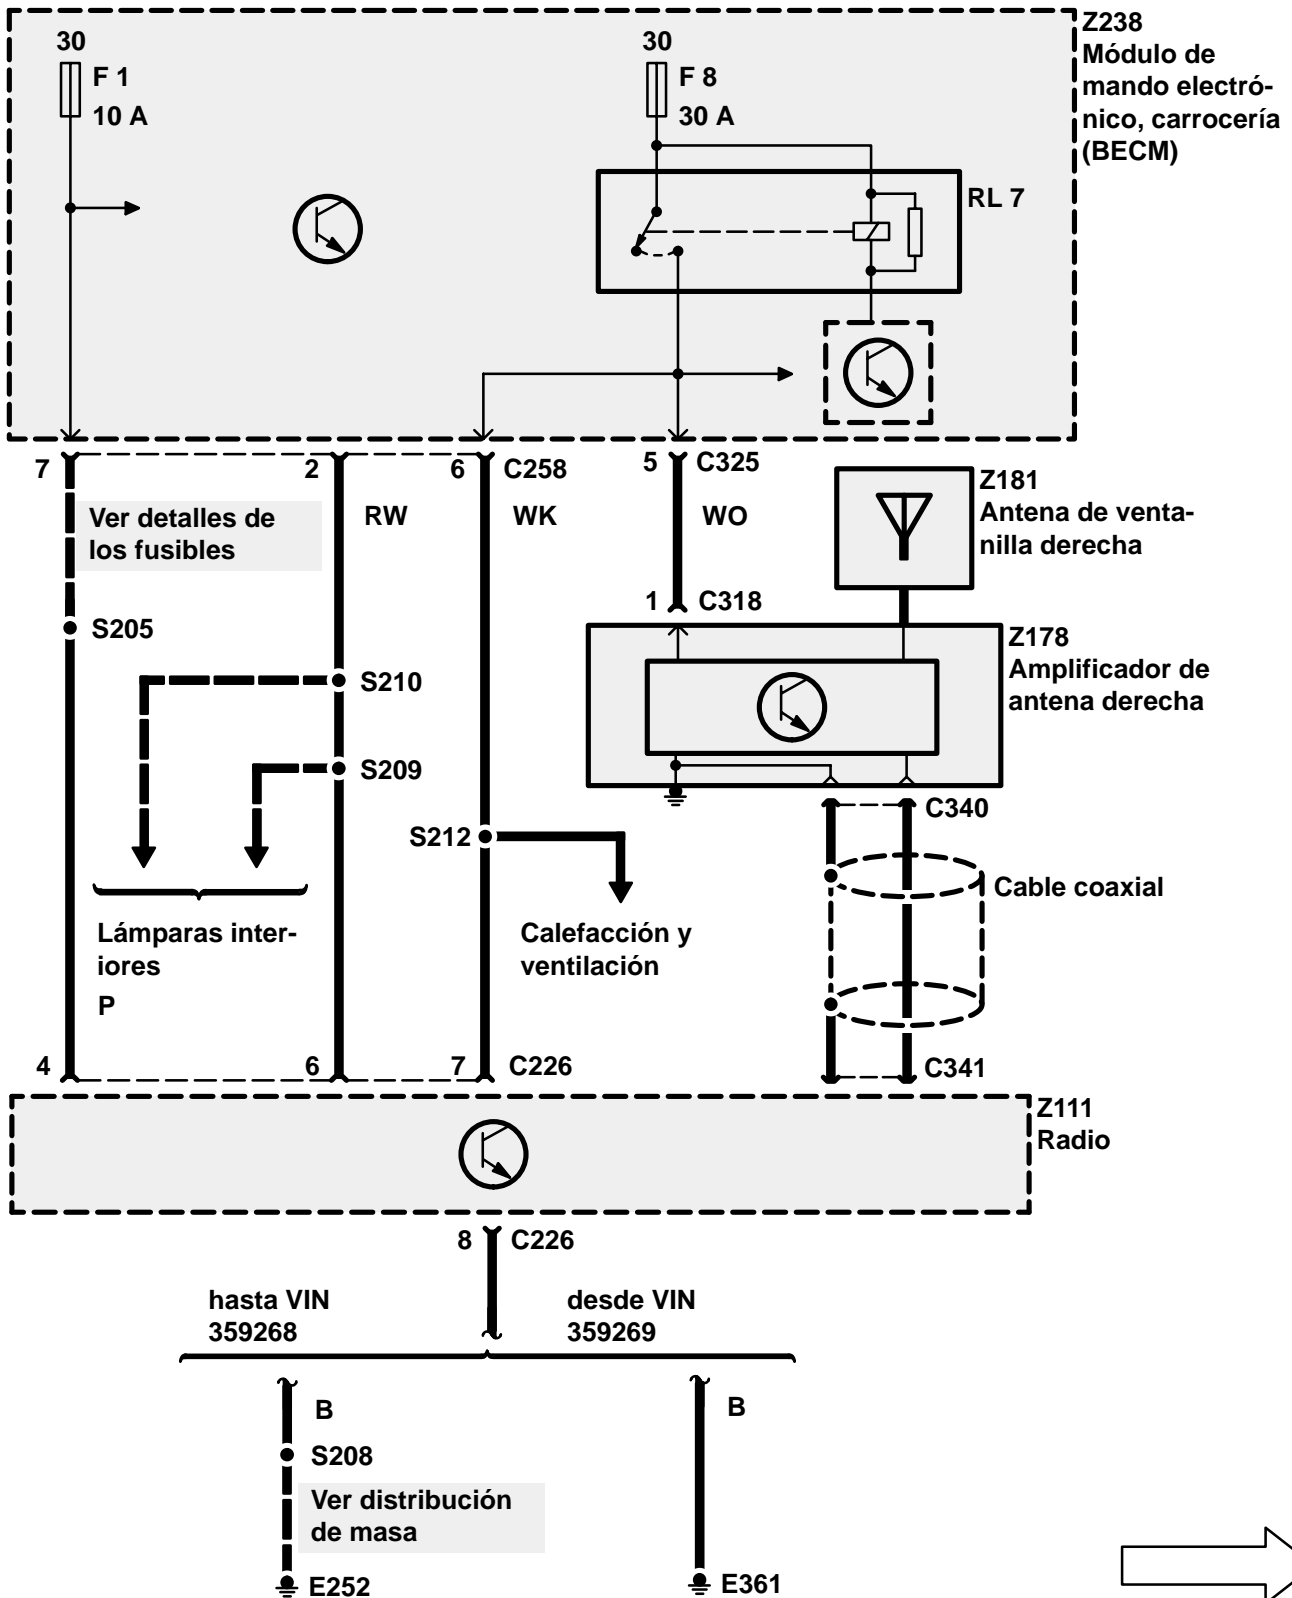 Z238
Módulo de
mando electró-
nico, carrocería
(BECM)
30
F 1
10 A
30
F 8
30 A
RL 7
7
2
6
C258
5
C325
Ver detalles de
los fusibles
RW
WK
WO
Z181
Antena de venta-
nilla derecha
1
C318
S205
Z178
Amplificador de
antena derecha
S210
S209
S212
C340
Cable coaxial
Lámparas inter-
iores
P
Calefacción y
ventilación
4
6
7
C226
C341
Z111
Radio
8
C226
hasta VIN
359268
desde VIN
359269
B
B
S208
Ver distribución
de masa
E252
E361